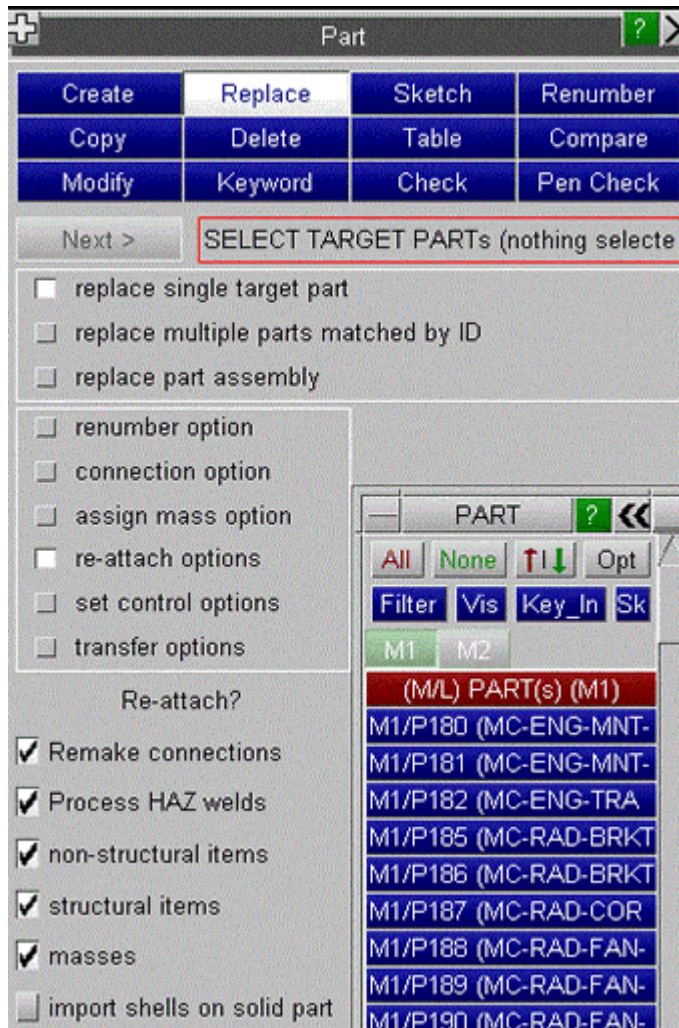 Part ?
Create Replace Sketch Renumber
Copy Delete Table Compare
Modify Keyword Check Pen Check
Next > SELECT TARGET PARTs (nothing selecte
replace single target part
replace multiple parts matched by ID
replace part assembly
renumber option
connection option
assign mass option
re-attach options
set control options
transfer options
Re-attach?
Remake connections
Process HAZ welds
non-structural items
structural items
masses
import shells on solid part
PART ?
All None Opt
Filter Vis Key_In Sk
M1 M2
(M/L) PART(s) (M1)
M1/P180 (MC-ENG-MNT-
M1/P181 (MC-ENG-MNT-
M1/P182 (MC-ENG-TRA
M1/P185 (MC-RAD-BRKT
M1/P186 (MC-RAD-BRKT
M1/P187 (MC-RAD-COR
M1/P188 (MC-RAD-FAN-
M1/P189 (MC-RAD-FAN-
M1/P190 (MC-RAD-FAN-